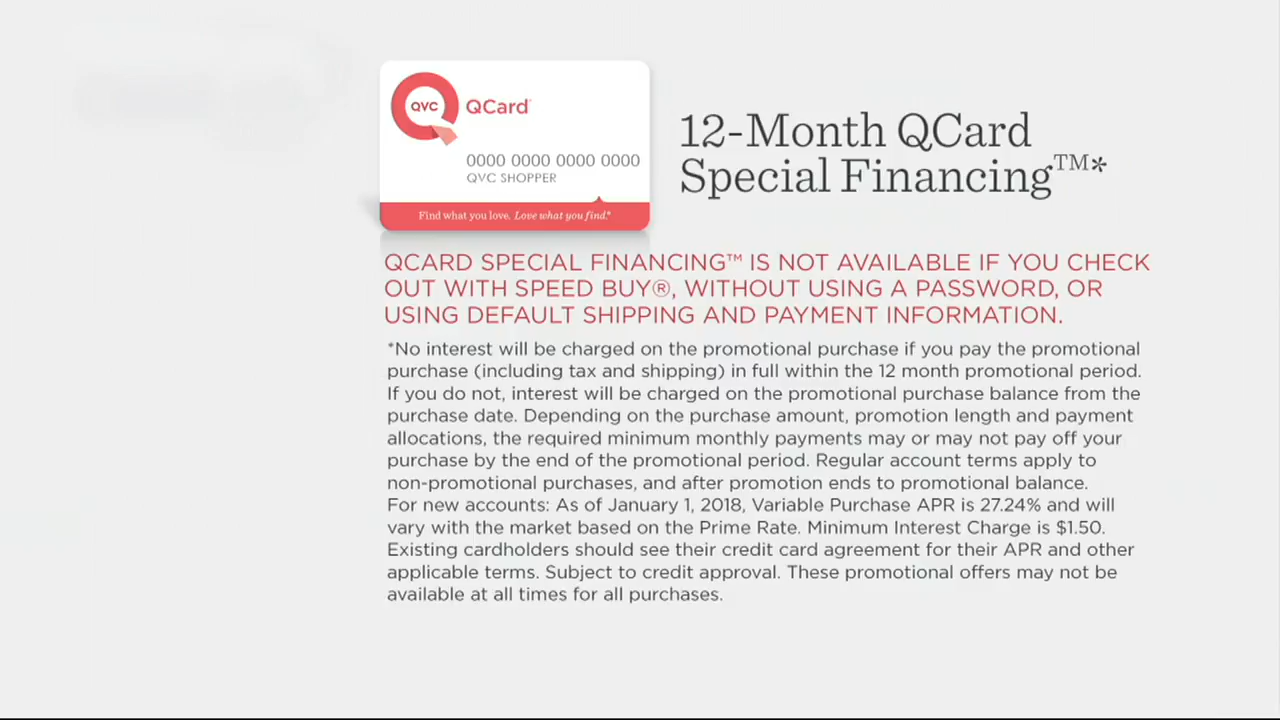 QVC
QCard
0000 0000 0000 0000
QVC SHOPPER
Find what you love. Love what you find.®
12-Month QCard
Special Financing™*
QCARD SPECIAL FINANCING™ IS NOT AVAILABLE IF YOU CHECK
OUT WITH SPEED BUY®, WITHOUT USING A PASSWORD, OR
USING DEFAULT SHIPPING AND PAYMENT INFORMATION.
*No interest will be charged on the promotional purchase if you pay the promotional
purchase (including tax and shipping) in full within the 12 month promotional period.
If you do not, interest will be charged on the promotional purchase balance from the
purchase date. Depending on the purchase amount, promotion length and payment
allocations, the required minimum monthly payments may or may not pay off your
purchase by the end of the promotional period. Regular account terms apply to
non-promotional purchases, and after promotion ends to promotional balance.
For new accounts: As of January 1, 2018, Variable Purchase APR is 27.24% and will
vary with the market based on the Prime Rate. Minimum Interest Charge is $1.50.
Existing cardholders should see their credit card agreement for their APR and other
applicable terms. Subject to credit approval. These promotional offers may not be
available at all times for all purchases.